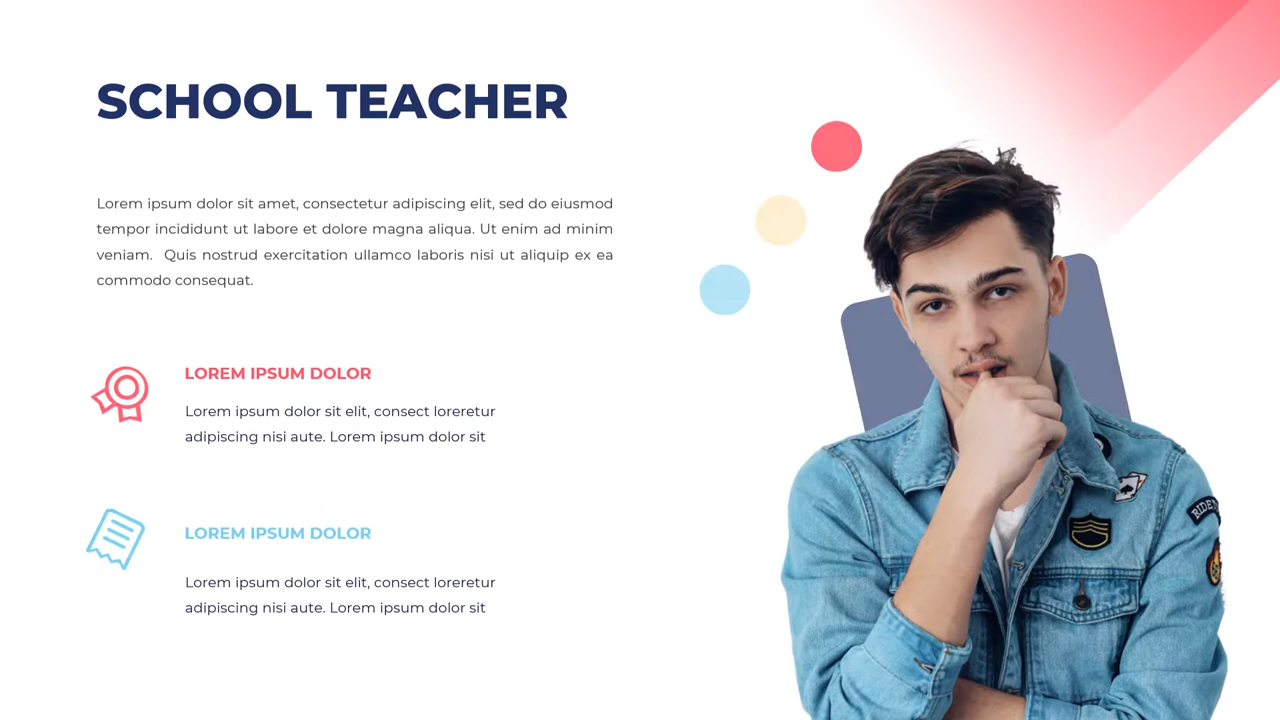 SCHOOL TEACHER
Lorem ipsum dolor sit amet, consectetur adipiscing elit, sed do eiusmod
tempor incididunt ut labore et dolore magna aliqua. Ut enim ad minim
veniam. Quis nostrud exercitation ullamco laboris nisi ut aliquip ex ea
commodo consequat.
LOREM IPSUM DOLOR
Lorem ipsum dolor sit elit, consect loreretur
adipiscing nisi aute. Lorem ipsum dolor sit
LOREM IPSUM DOLOR
Lorem ipsum dolor sit elit, consect loreretur
adipiscing nisi aute. Lorem ipsum dolor sit
RIDE